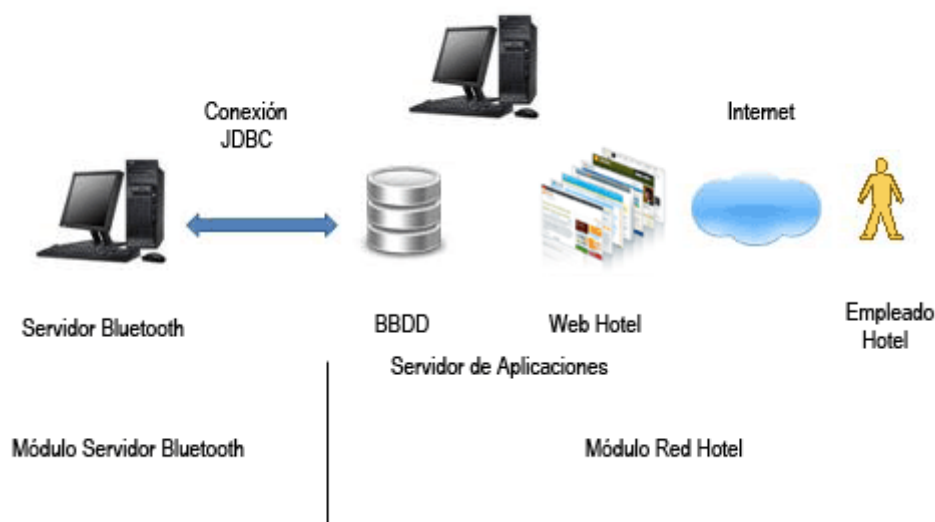 Conexión
JDBC
Internet
Servidor Bluetooth
BBDD
Web Hotel
Empleado
Hotel
Servidor de Aplicaciones
Módulo Servidor Bluetooth
Módulo Red Hotel